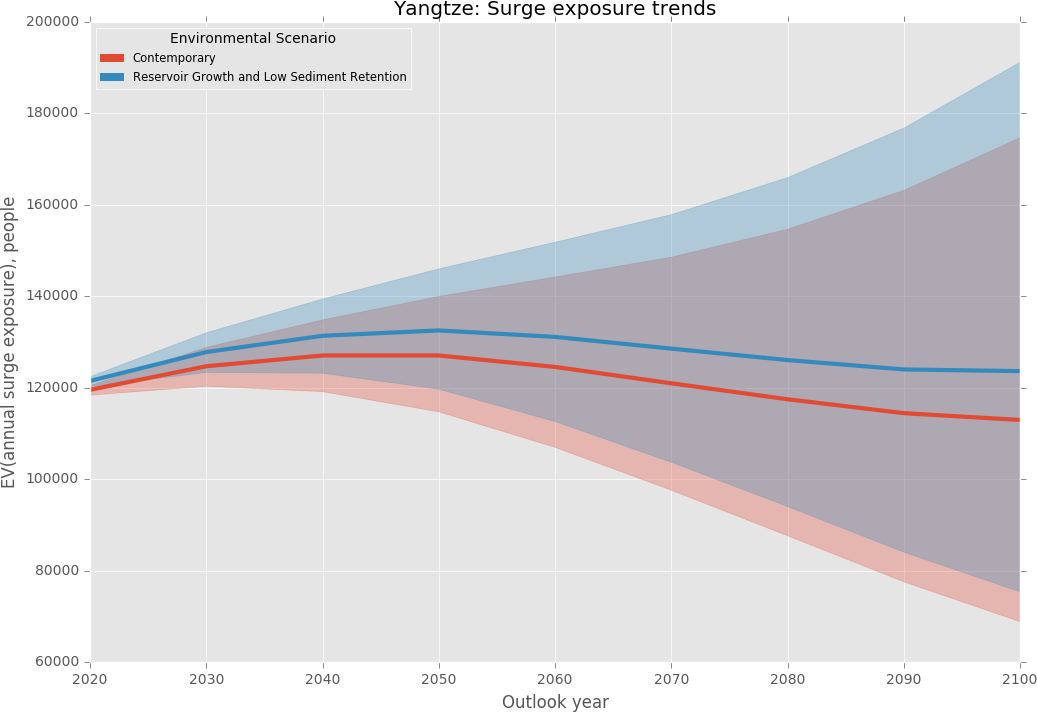 Yangtze: Surge exposure trends
Environmental Scenario
Contemporary
Reservoir Growth and Low Sediment Retention
EV(annual surge exposure), people
200000
180000
160000
140000
120000
100000
80000
60000
2020 2030 2040 2050 2060 2070 2080 2090 2100
Outlook year